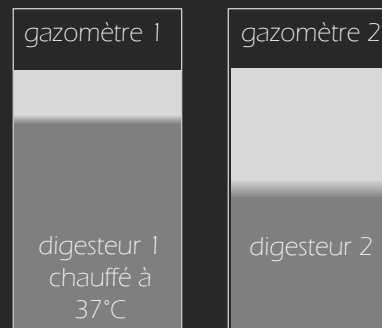 gazomètre 1
gazomètre 2
digesteur 1
chauffé à
37°C
digesteur 2